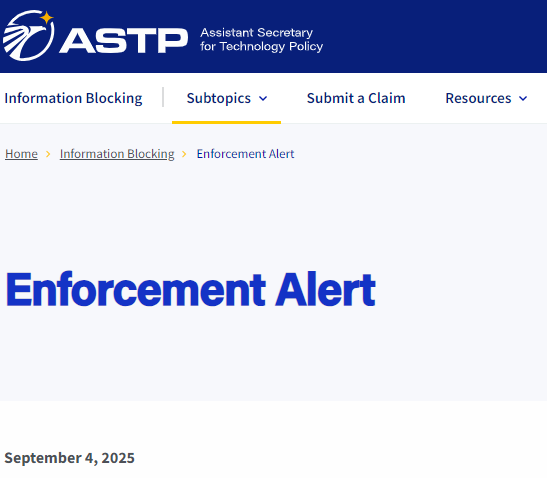 ASTP
Assistant Secretary
for Technology Policy
Information Blocking
Subtopics
Submit a Claim
Resources
Home > Information Blocking > Enforcement Alert
Enforcement Alert
September 4, 2025